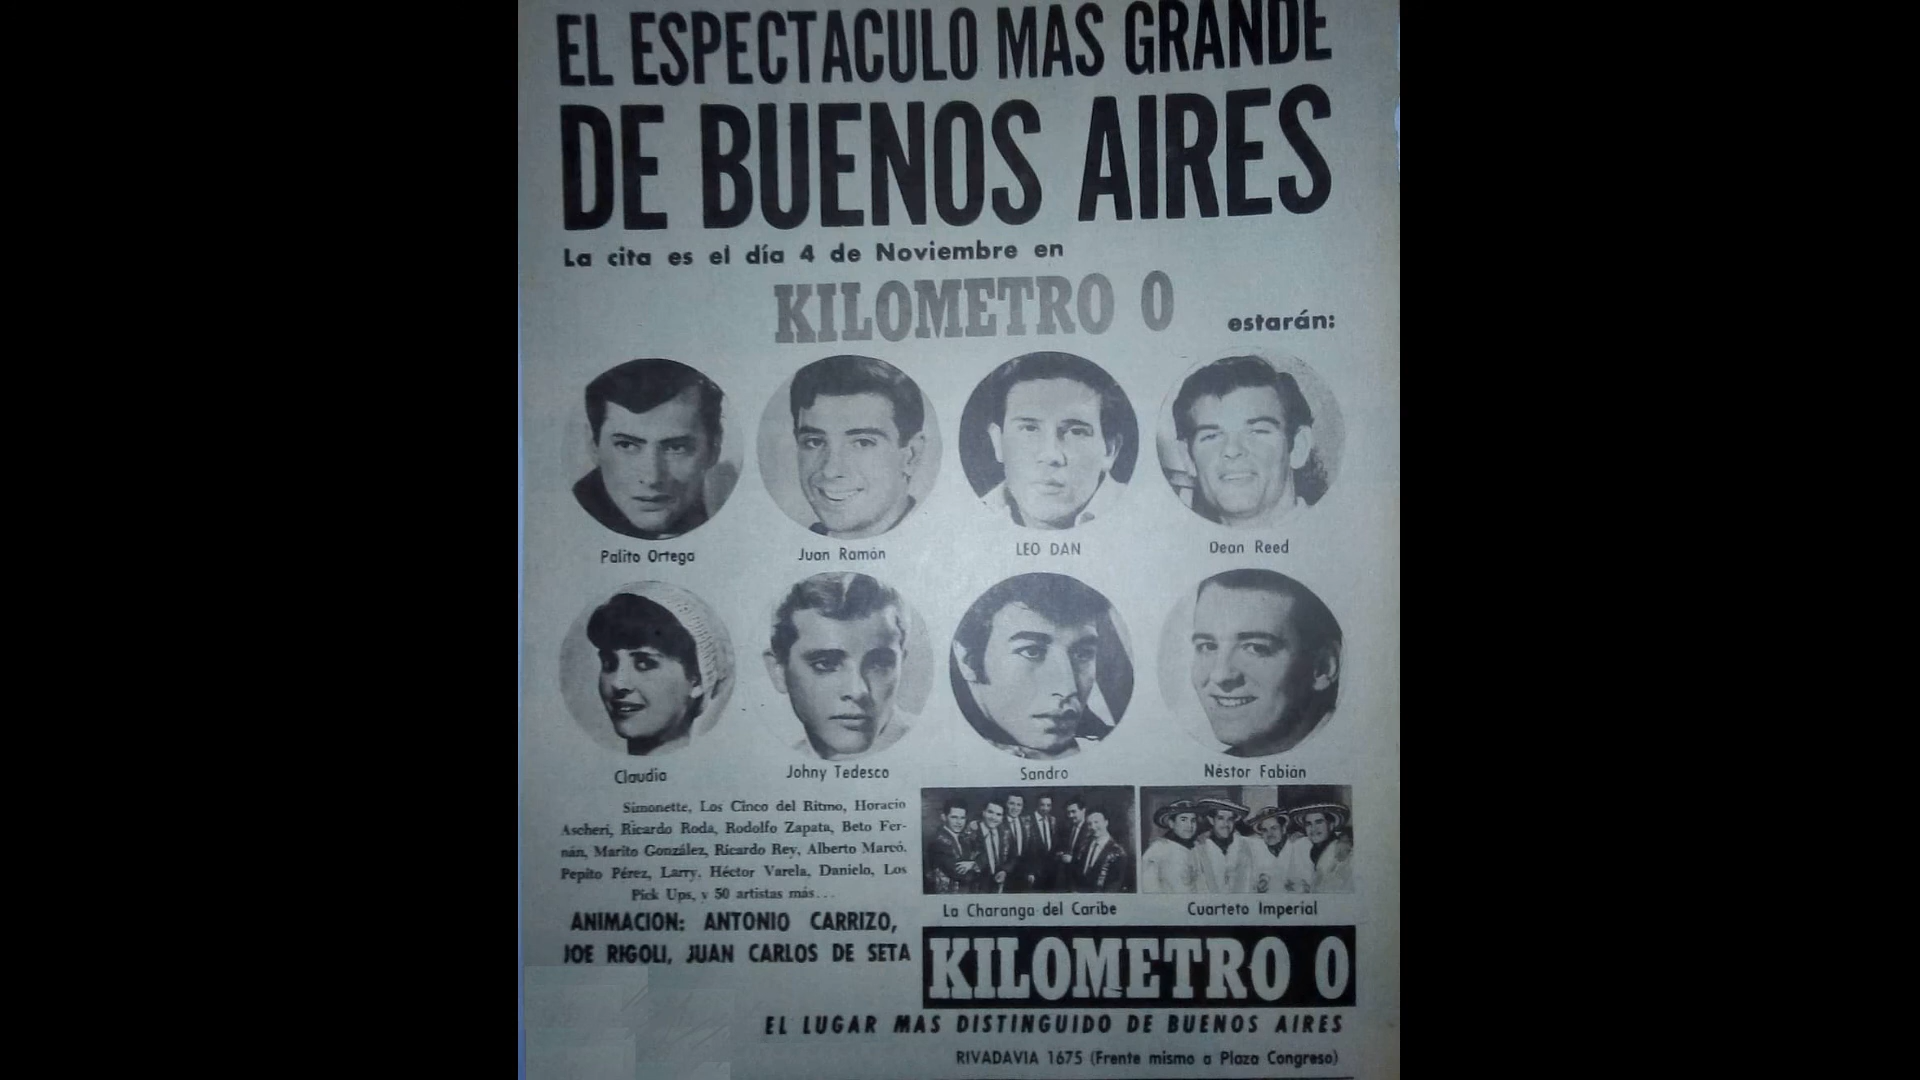 EL ESPECTACULO MAS GRANDE
DE BUENOS AIRES
La cita es el día 4 de Noviembre en
KILOMETRO 0
estarán:
Palito Ortega
Juan Ramón
LEO DAN
Dean Reed
Claudia
Johny Tedesco
Sandro
Néstor Fabián
Simonette, Los Cinco del Ritmo, Horacio
Ascheri, Ricardo Roda, Rodolfo Zapata, Beto Fer-
nán, Marito González, Ricardo Rey, Alberto Marcó,
Pepito Pérez, Larry, Héctor Varela, Danielo, Los
Pick Ups, y 50 artistas más...
ANIMACION: ANTONIO CARRIZO,
JOE RIGOLI, JUAN CARLOS DE SETA
La Charanga del Caribe
Cuarteto Imperial
KILOMETRO 0
EL LUGAR MAS DISTINGUIDO DE BUENOS AIRES
RIVADAVIA 1675 (Frente mismo a Plaza Congreso)